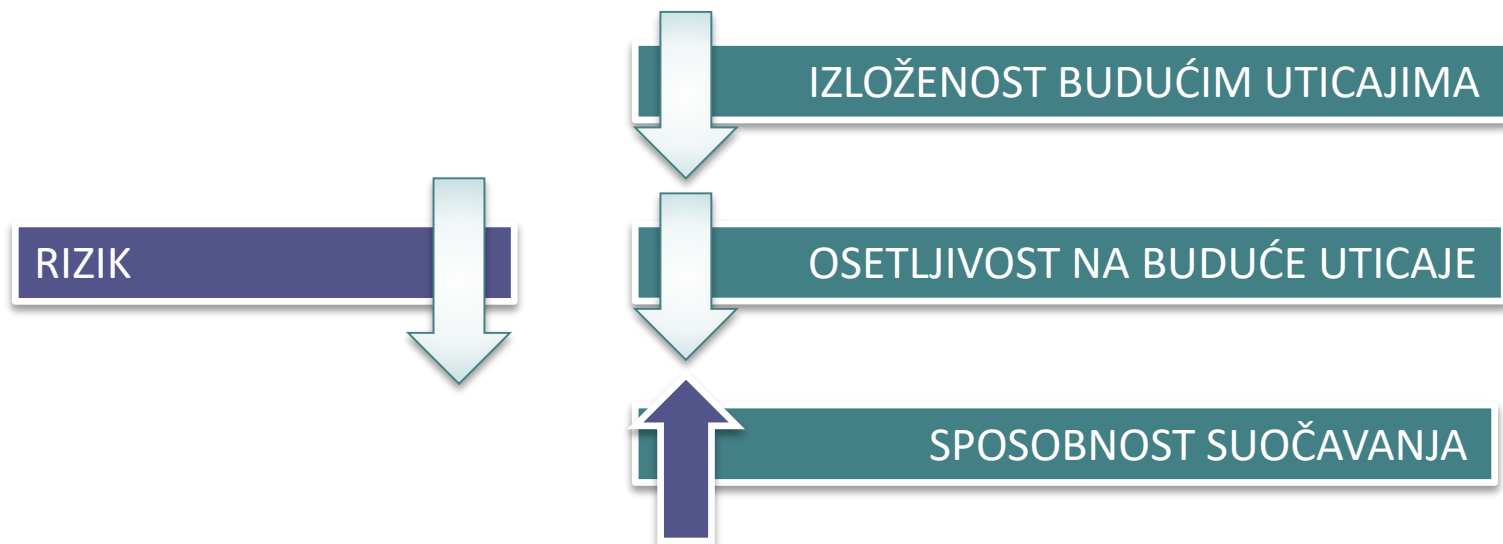 IZLOŽENOST BUDUĆIM UTICAJIMA
RIZIK
OSETLJIVOST NA BUDUĆE UTICAJE
SPOSOBNOST SUOČAVANJA